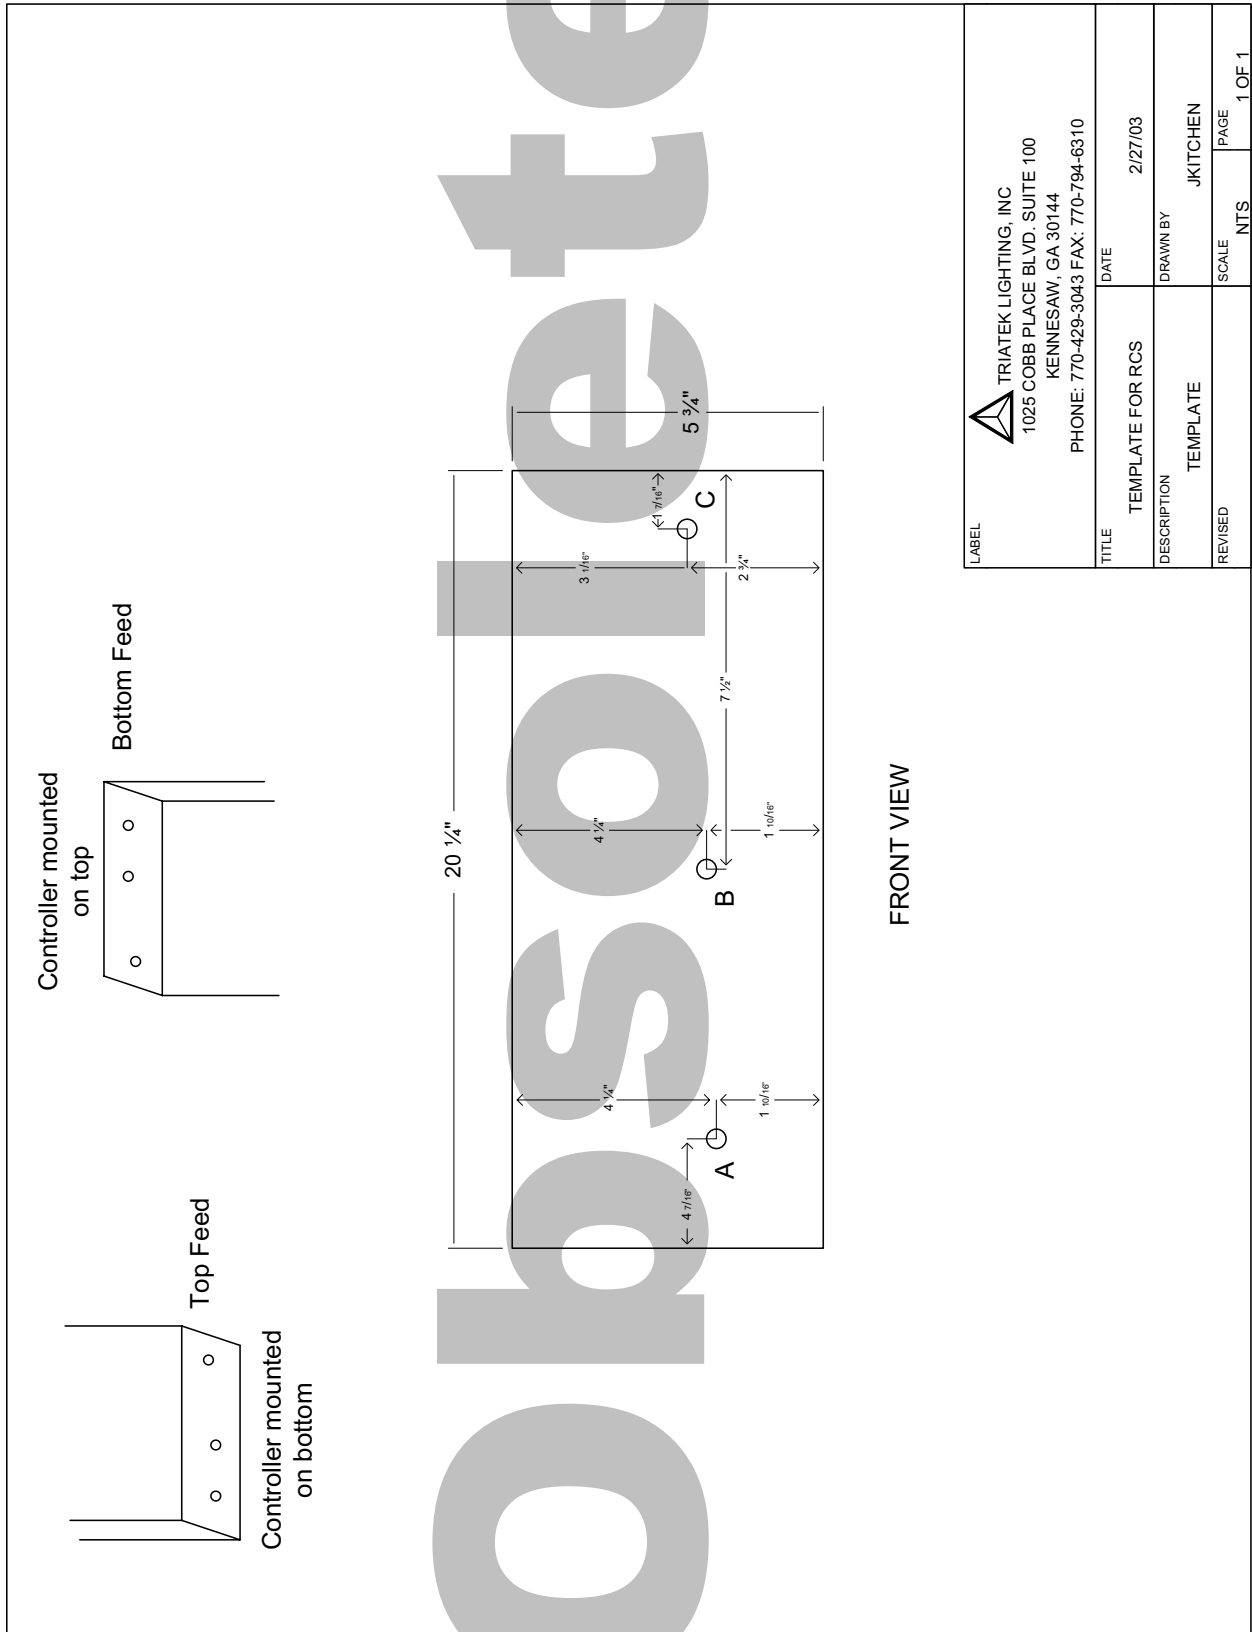 Controller mounted
on top
Bottom Feed
Top Feed
Controller mounted
on bottom
Obsolete
20 ¼"
5 ¾"
4 ¼"
4 ¼"
3 1/16"
1 7/16"
4 7/16"
2 ¾"
7 ½"
1 10/16"
1 10/16"
A
B
C
FRONT VIEW
LABEL
TRIATEK LIGHTING, INC
1025 COBB PLACE BLVD. SUITE 100
KENNESAW, GA 30144
PHONE: 770-429-3043 FAX: 770-794-6310
TITLE
TEMPLATE FOR RCS
DATE
2/27/03
DESCRIPTION
TEMPLATE
DRAWN BY
JKITCHEN
REVISED
SCALE
NTS
PAGE
1 OF 1